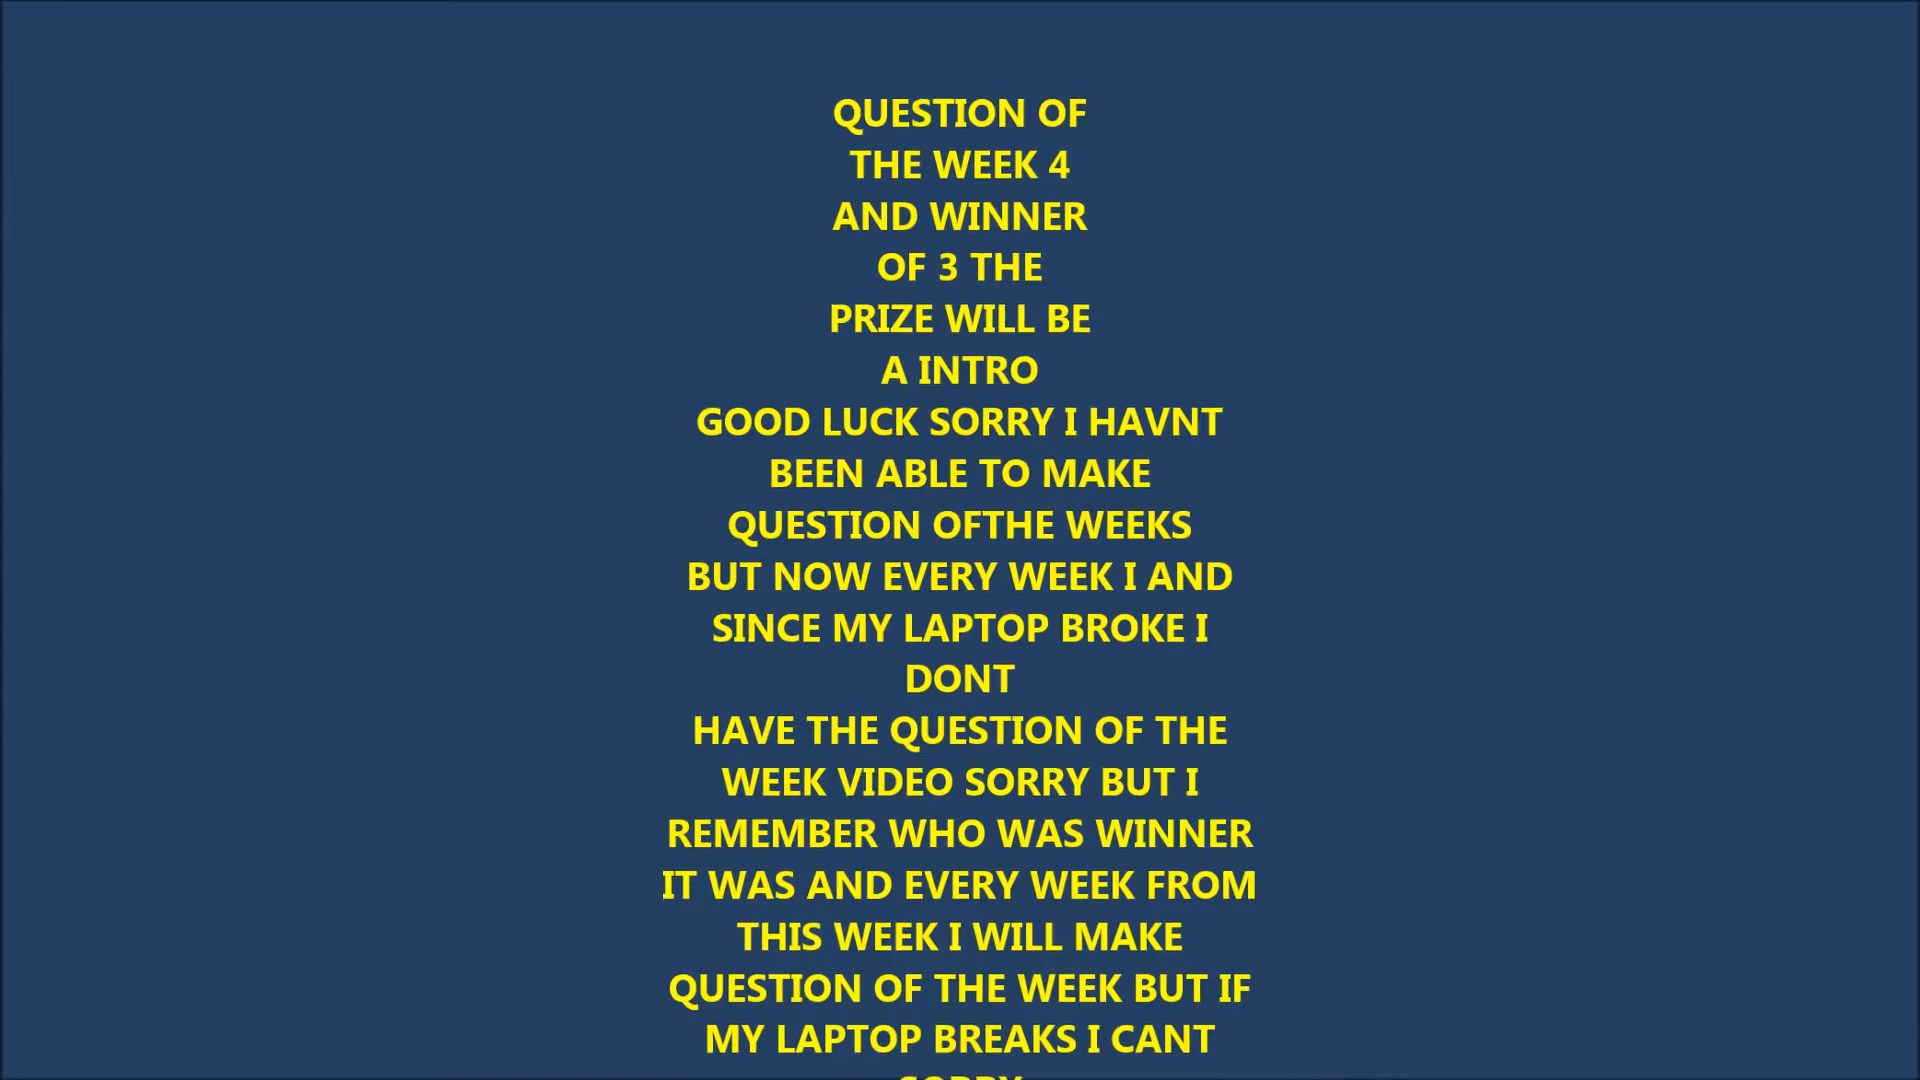 QUESTION OF
THE WEEK 4
AND WINNER
OF 3 THE
PRIZE WILL BE
A INTRO
GOOD LUCK SORRY I HAVNT
BEEN ABLE TO MAKE
QUESTION OFTHE WEEKS
BUT NOW EVERY WEEK I AND
SINCE MY LAPTOP BROKE I
DONT
HAVE THE QUESTION OF THE
WEEK VIDEO SORRY BUT I
REMEMBER WHO WAS WINNER
IT WAS AND EVERY WEEK FROM
THIS WEEK I WILL MAKE
QUESTION OF THE WEEK BUT IF
MY LAPTOP BREAKS I CANT
SORRY